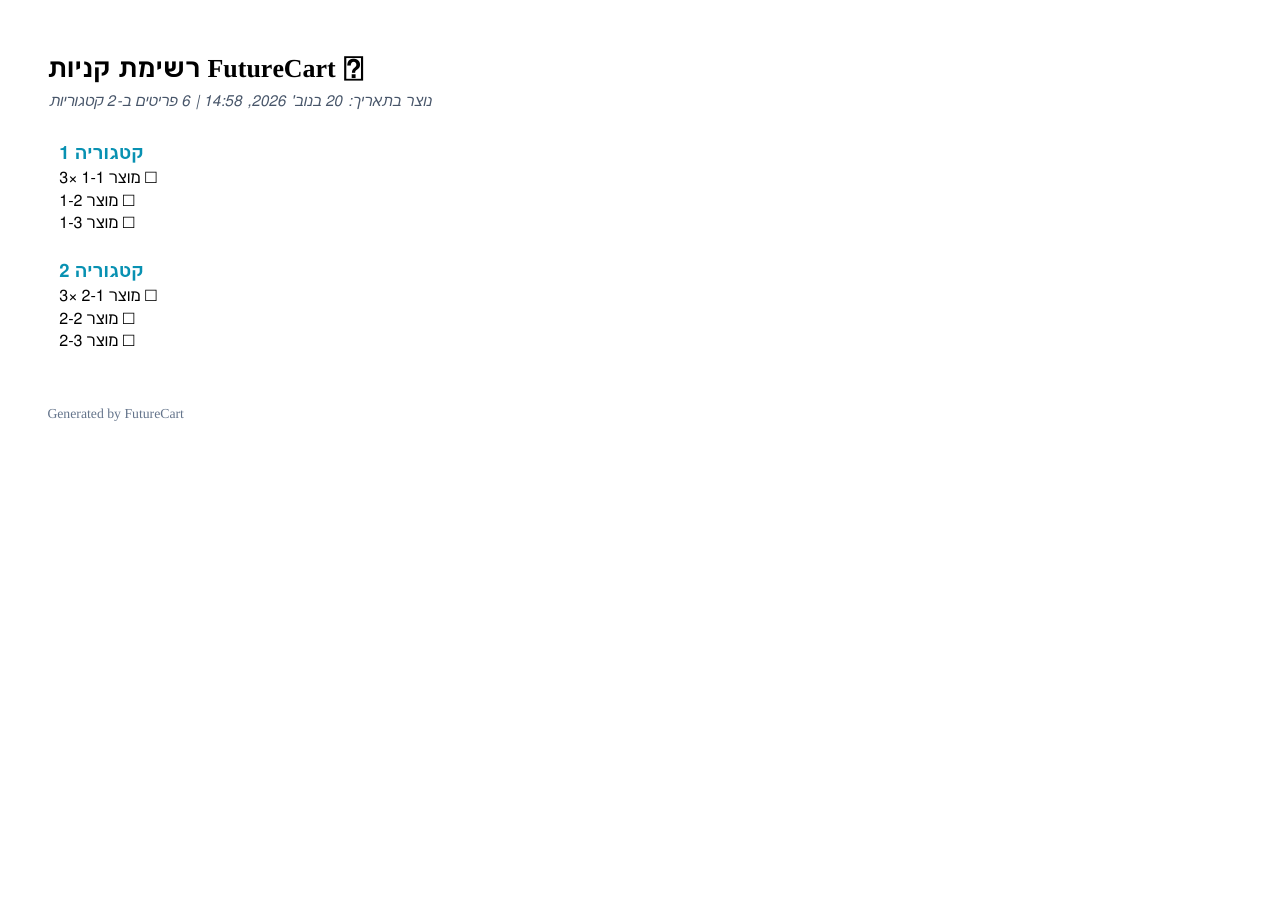 FutureCart רשימת קניות
נוצר בתאריך: 20 בנוב' 2026, 14:58 | 6 פריטים ב-2 קטגוריות
קטגוריה 1
☐ מוצר 1-1 ×3
☐ מוצר 1-2
☐ מוצר 1-3
קטגוריה 2
☐ מוצר 2-1 ×3
☐ מוצר 2-2
☐ מוצר 2-3
Generated by FutureCart